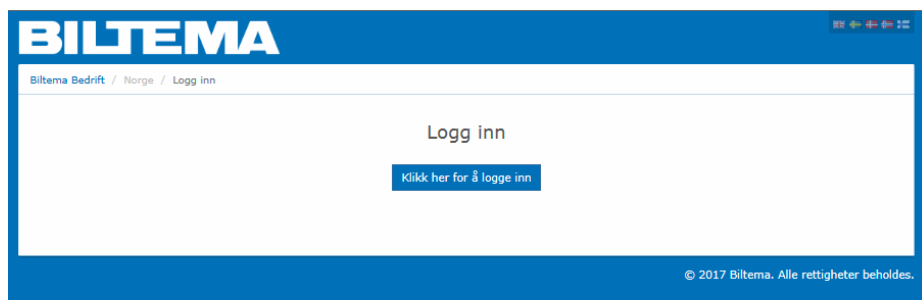 BILTEMA
Biltema Bedrift / Norge / Logg inn
Logg inn
Klikk her for å logge inn
© 2017 Biltema. Alle rettigheter beholdes.